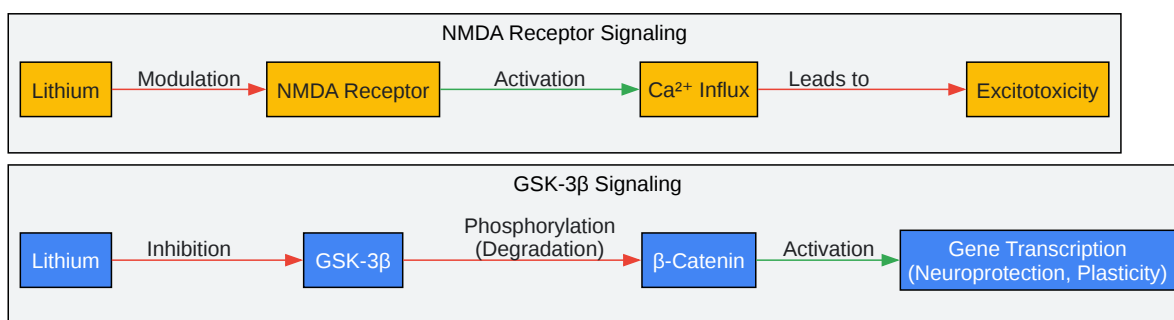 NMDA Receptor Signaling
Lithium
Modulation
NMDA Receptor
Activation
Ca²⁺ Influx
Leads to
Excitotoxicity
GSK-3β Signaling
Lithium
Inhibition
GSK-3β
Phosphorylation
(Degradation)
β-Catenin
Activation
Gene Transcription
(Neuroprotection, Plasticity)